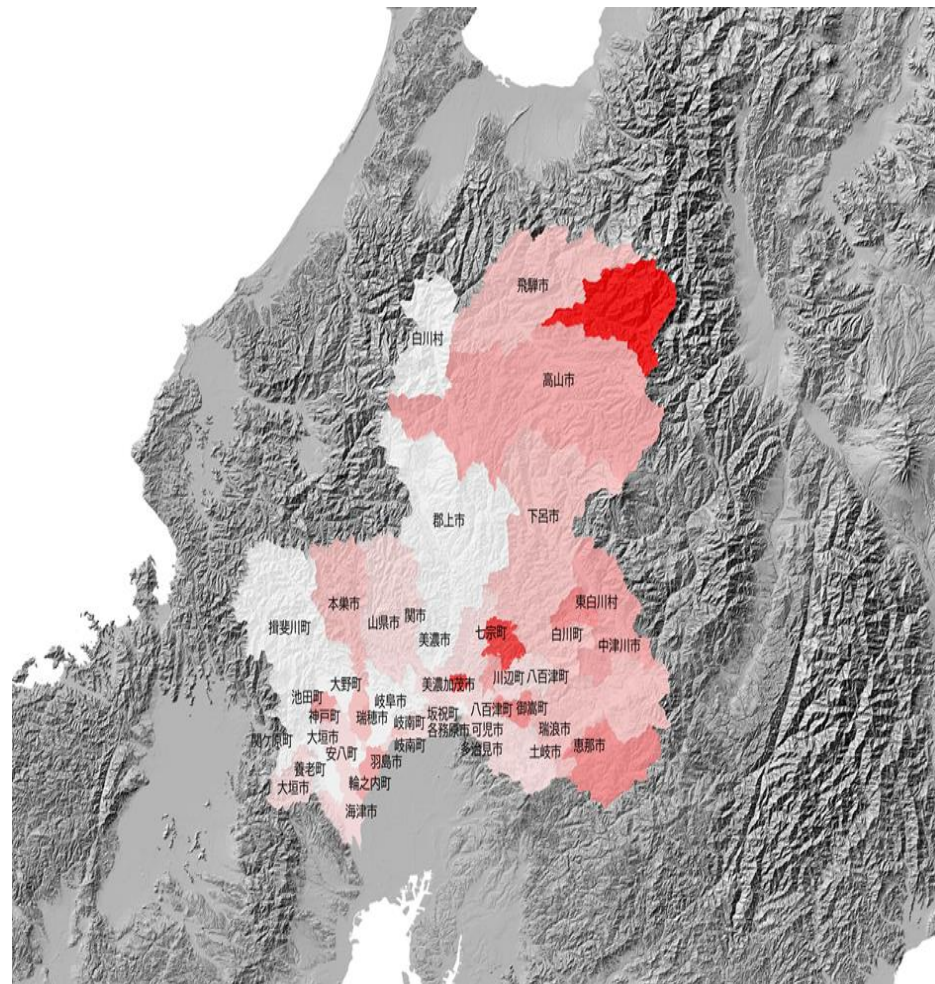 飛騨市
白川村
高山市
郡上市
下呂市
本巣市
東白川村
山県市
関市
揖斐川町
七宗町
白川町
美濃市
中津川市
川辺町
八百津町
大野町
美濃加茂市
池田町
岐阜市
神戸町
瑞穂市
岐南町
坂祝町
八百津町
御嵩町
関ケ原町
大垣市
各務原市
可児市
瑞浪市
安八町
岐南町
多治見市
土岐市
恵那市
養老町
羽島市
大垣市
輪之内町
海津市